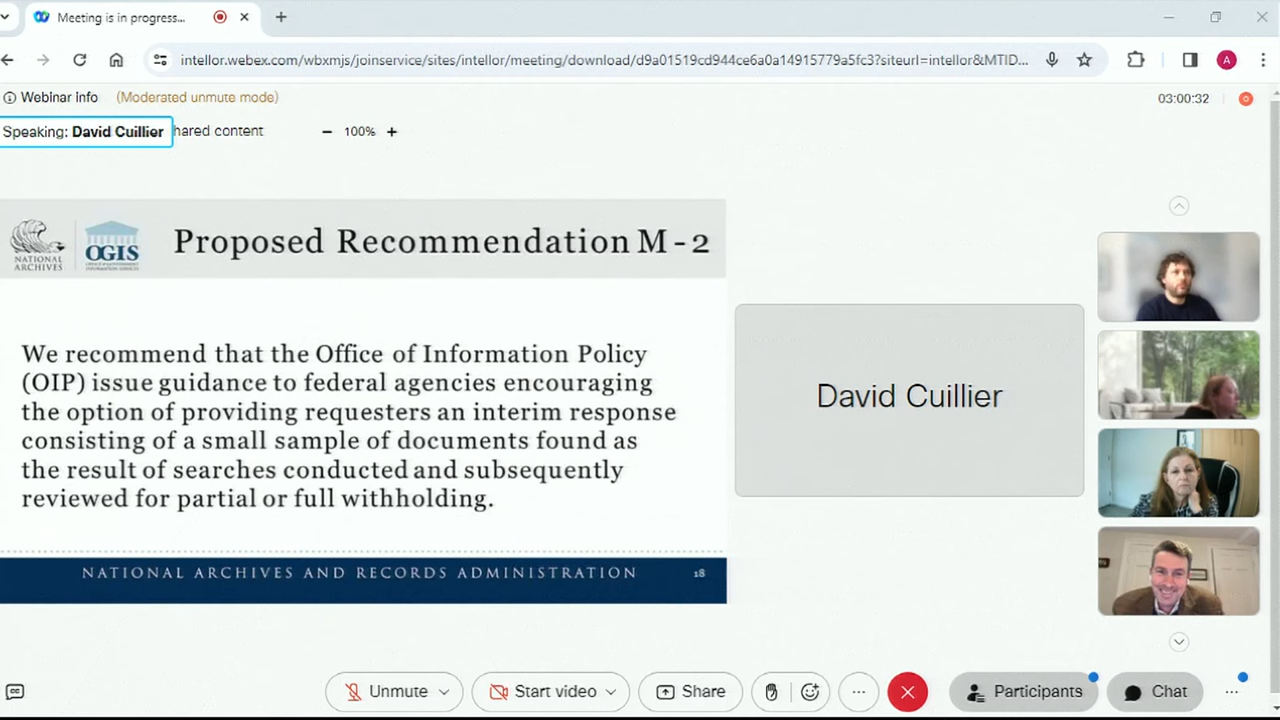 Meeting is in progress...
intellor.webex.com/wbxmjs/joinservice/sites/intellor/meeting/download/d9a01519cd944ce6a0a14915779a5fc3?siteurl=intellor&MTID...
A
Webinar info (Moderated unmute mode)
03:00:32
Speaking: David Cuillier
hared content
100%
NATIONAL
ARCHIVES
OGIS
Proposed Recommendation M-2
We recommend that the Office of Information Policy
(OIP) issue guidance to federal agencies encouraging
the option of providing requesters an interim response
consisting of a small sample of documents found as
the result of searches conducted and subsequently
reviewed for partial or full withholding.
NATIONAL ARCHIVES AND RECORDS ADMINISTRATION
18
David Cuillier
Unmute
Start video
Share
Participants
Chat